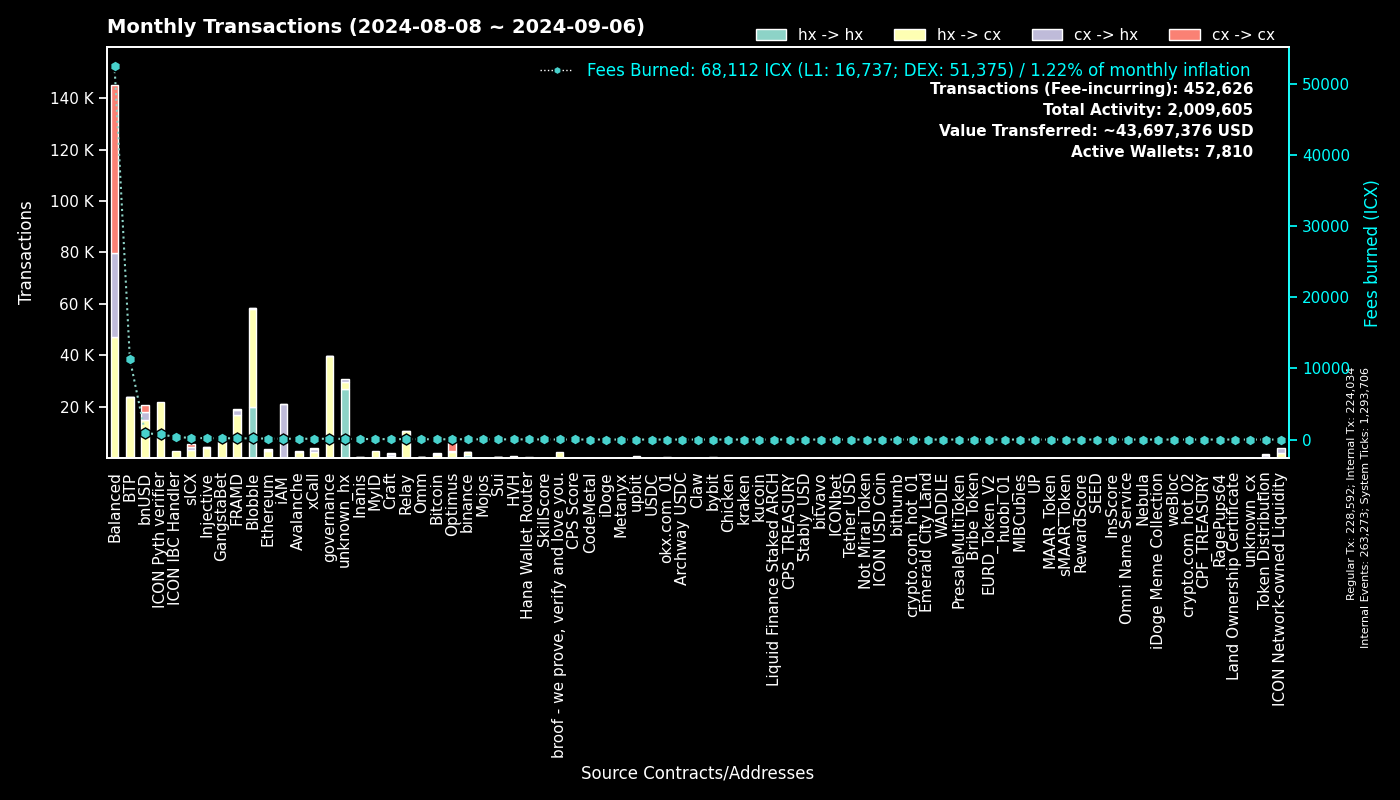 Monthly Transactions (2024-08-08 ~ 2024-09-06)
hx -> hx
hx -> cx
cx -> hx
cx -> cx
Fees Burned: 68,112 ICX (L1: 16,737; DEX: 51,375) / 1.22% of monthly inflation
Transactions (Fee-incurring): 452,626
Total Activity: 2,009,605
Value Transferred: ~43,697,376 USD
Active Wallets: 7,810
Transactions
140 K
120 K
100 K
80 K
60 K
40 K
20 K
50000
40000
30000
20000
10000
0
Fees burned (ICX)
Regular Tx: 228,592; Internal Tx: 224,034
Internal Events: 263,273; System Ticks: 1,293,706
Balanced
BTP
bnUSD
ICON Pyth verifier
ICON IBC Handler
sICX
Injective
GangstaBet
FRAMD
Blobble
Ethereum
iAM
Avalanche
xCall
governance
unknown_hx
Inanis
MyID
Craft
Relay
Omm
Bitcoin
Optimus
binance
Mojos
Sui
HVH
Hana Wallet Router
SkillScore
broof - we prove, verify and love you.
CPS Score
CodeMetal
iDoge
Metanyx
upbit
USDC
okx.com_01
Archway USDC
Claw
bybit
Chicken
kraken
kucoin
Liquid Finance Staked ARCH
CPS_TREASURY
Stably_USD
bitvavo
ICONbet
Tether_USD
Not Mirai Token
ICON USD Coin
bithumb
crypto.com_hot_01
Emerald City Land
WADDLE
PresaleMultiToken
Bribe Token
EURD_Token_V2
huobi_01
MIBCubies
UP
MAAR_Token
sMAAR_Token
RewardScore
SEED
InsScore
Omni Name Service
Nebula
iDoge Meme Collection
weBloc
crypto.com_hot_02
CPF_TREASURY
RagePups64
Land Ownership Certificate
unknown_cx
Token Distribution
ICON Network-owned Liquidity
Source Contracts/Addresses